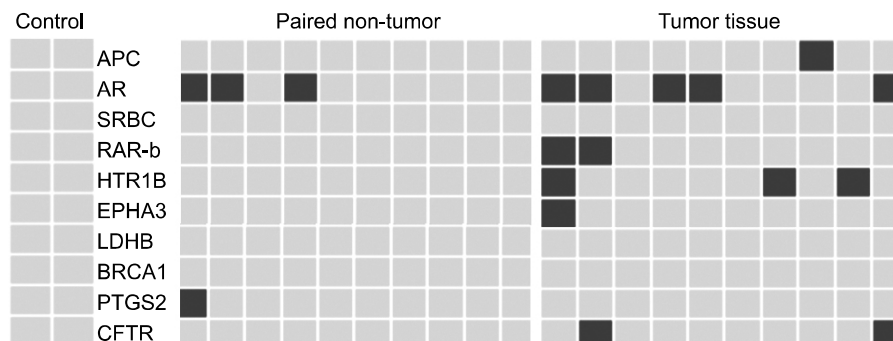 Control Paired non-tumor Tumor tissue
APC
AR
SRBC
RAR-b
HTR1B
EPHA3
LDHB
BRCA1
PTGS2
CFTR